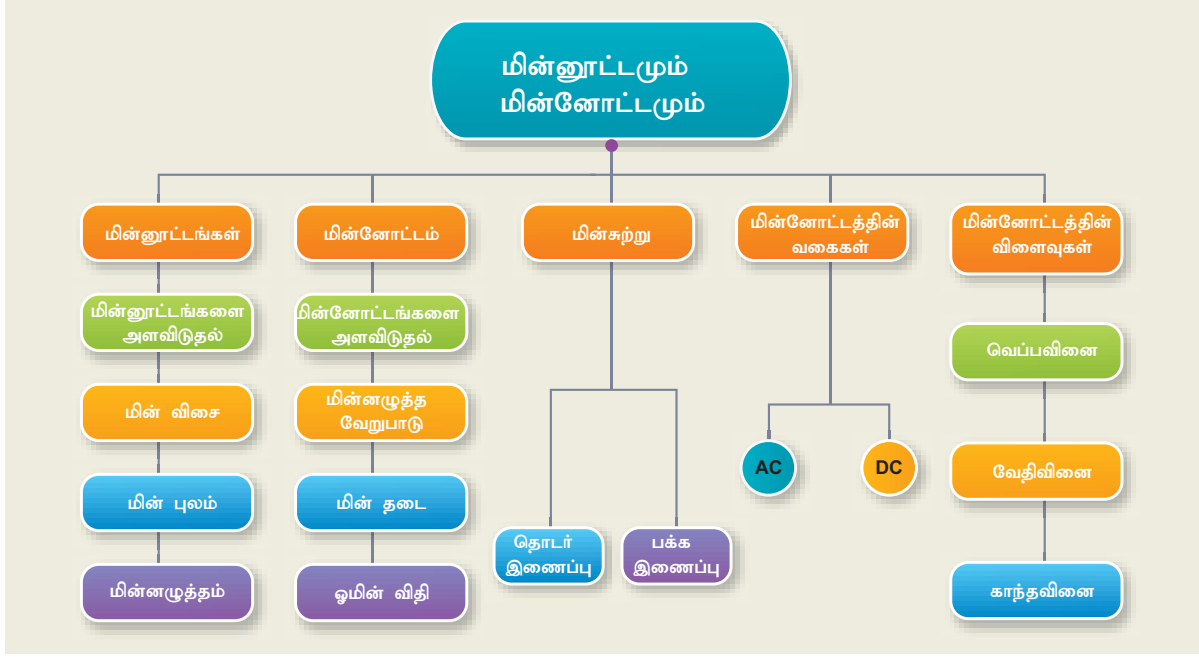 மின்னூட்டமும்
மின்னோட்டமும்
மின்னூட்டங்கள்
மின்னூட்டங்களை
அளவிடுதல்
மின் விசை
மின் புலம்
மின்னழுத்தம்
மின்னோட்டம்
மின்னோட்டங்களை
அளவிடுதல்
மின்னழுத்த
வேறுபாடு
மின் தடை
ஓமின் விதி
மின்சுற்று
தொடர்
இணைப்பு
பக்க
இணைப்பு
மின்னோட்டத்தின்
வகைகள்
AC
DC
மின்னோட்டத்தின்
விளைவுகள்
வெப்பவினை
வேதிவினை
காந்தவினை